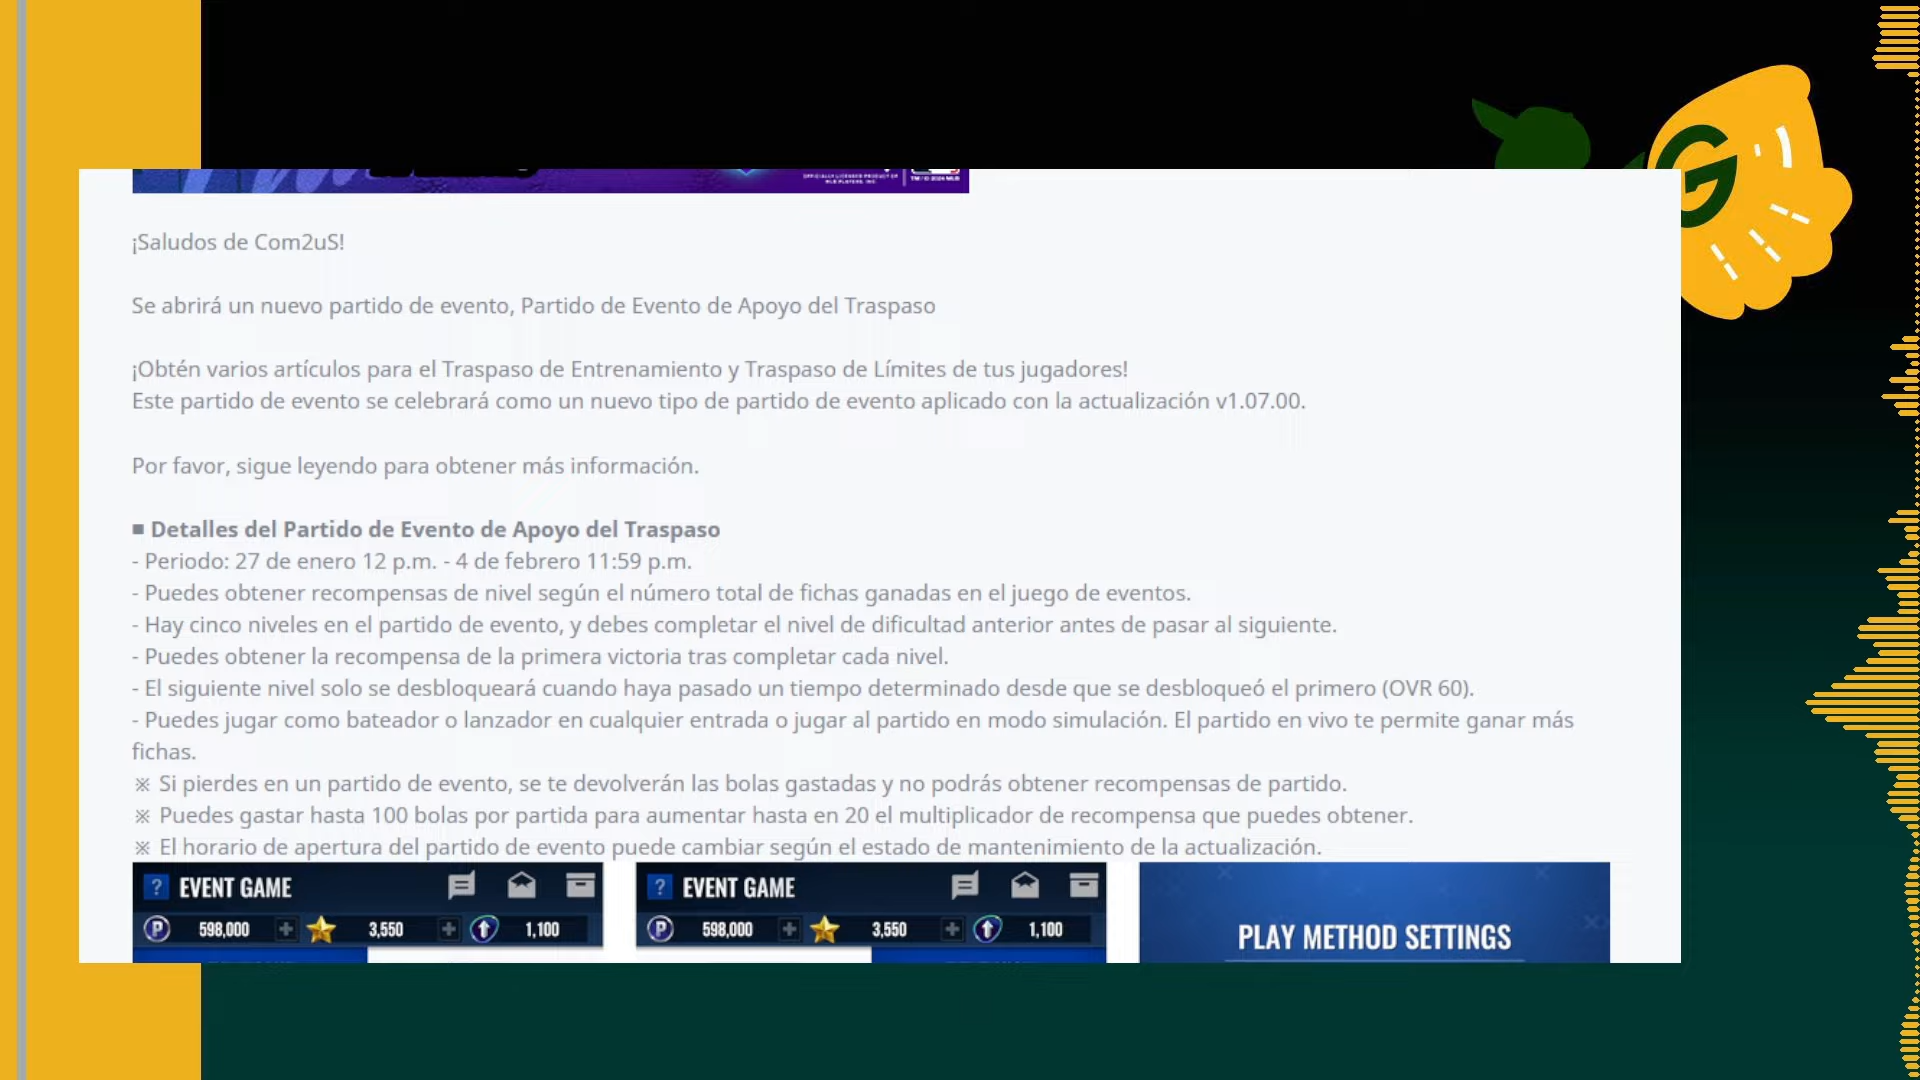 OFFICIALLY LICENSED PRODUCT OF
MLB PLAYERS, INC.
TM/© 2024 MLB
G
¡Saludos de Com2uS!
Se abrirá un nuevo partido de evento, Partido de Evento de Apoyo del Traspaso
¡Obtén varios artículos para el Traspaso de Entrenamiento y Traspaso de Límites de tus jugadores!
Este partido de evento se celebrará como un nuevo tipo de partido de evento aplicado con la actualización v1.07.00.
Por favor, sigue leyendo para obtener más información.
■ Detalles del Partido de Evento de Apoyo del Traspaso
- Periodo: 27 de enero 12 p.m. - 4 de febrero 11:59 p.m.
- Puedes obtener recompensas de nivel según el número total de fichas ganadas en el juego de eventos.
- Hay cinco niveles en el partido de evento, y debes completar el nivel de dificultad anterior antes de pasar al siguiente.
- Puedes obtener la recompensa de la primera victoria tras completar cada nivel.
- El siguiente nivel solo se desbloqueará cuando haya pasado un tiempo determinado desde que se desbloqueó el primero (OVR 60).
- Puedes jugar como bateador o lanzador en cualquier entrada o jugar al partido en modo simulación. El partido en vivo te permite ganar más
fichas.
※ Si pierdes en un partido de evento, se te devolverán las bolas gastadas y no podrás obtener recompensas de partido.
※ Puedes gastar hasta 100 bolas por partida para aumentar hasta en 20 el multiplicador de recompensa que puedes obtener.
※ El horario de apertura del partido de evento puede cambiar según el estado de mantenimiento de la actualización.
? EVENT GAME
P 598,000 + 3,550 + 1,100
? EVENT GAME
P 598,000 + 3,550 + 1,100
PLAY METHOD SETTINGS